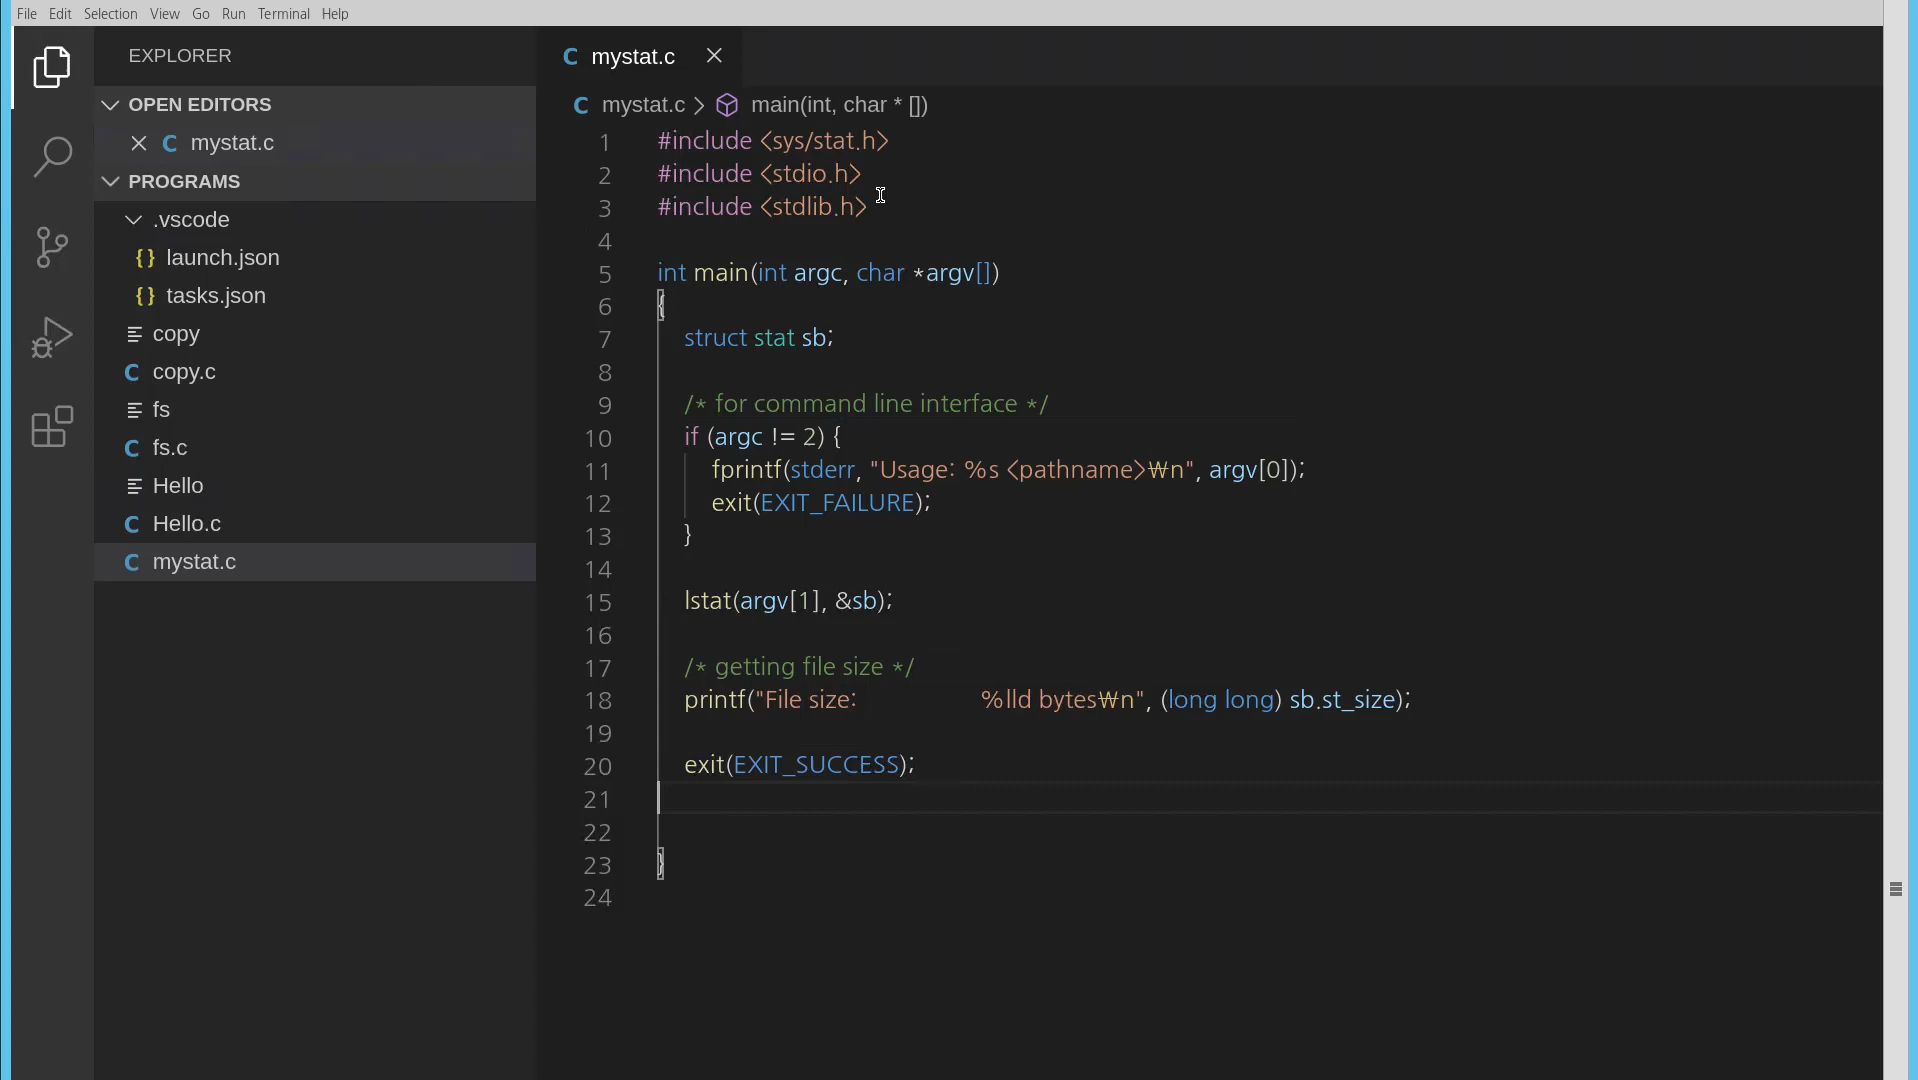 File Edit Selection View Go Run Terminal Help
EXPLORER
OPEN EDITORS
C mystat.c
PROGRAMS
.vscode
{} launch.json
{} tasks.json
copy
C copy.c
fs
C fs.c
Hello
C Hello.c
C mystat.c
C mystat.c
C mystat.c > main(int, char * [])
1 #include <sys/stat.h>
2 #include <stdio.h>
3 #include <stdlib.h>
4
5 int main(int argc, char *argv[])
6 {
7 struct stat sb;
8
9 /* for command line interface */
10 if (argc != 2) {
11 fprintf(stderr, "Usage: %s <pathname>₩n", argv[0]);
12 exit(EXIT_FAILURE);
13 }
14
15 lstat(argv[1], &sb);
16
17 /* getting file size */
18 printf("File size: %lld bytes₩n", (long long) sb.st_size);
19
20 exit(EXIT_SUCCESS);
21
22
23 }
24